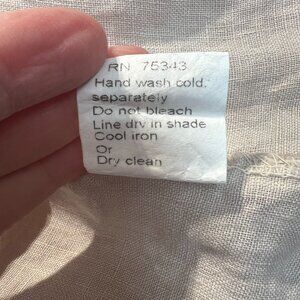 RN 75343
Hand wash cold,
separately
Do not bleach
Line dry in shade
Cool iron
Or
Dry clean